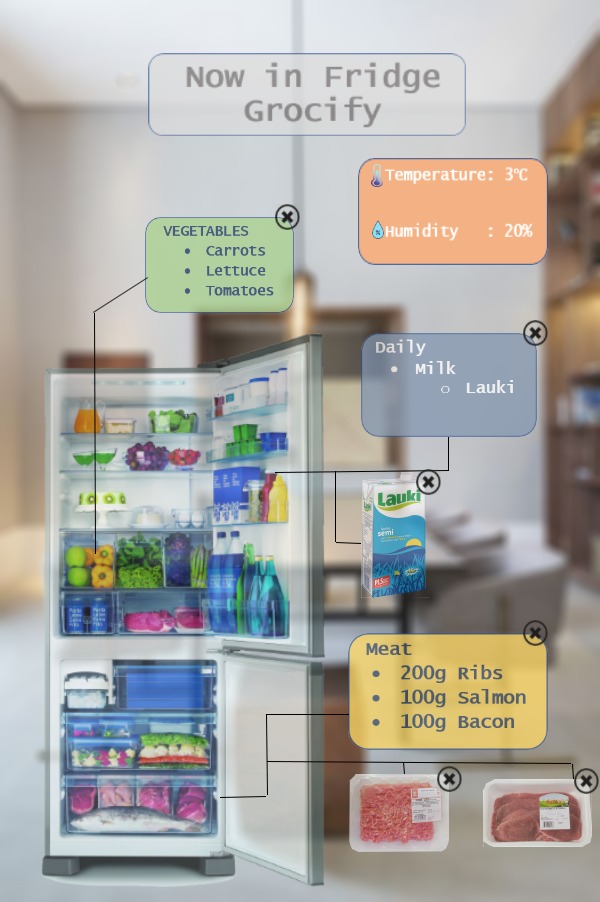 Now in Fridge
Grocify
Temperature: 3°C
Humidity : 20%
VEGETABLES
• Carrots
• Lettuce
• Tomatoes
Daily
• Milk
○ Lauki
Lauki
semi
Meat
• 200g Ribs
• 100g Salmon
• 100g Bacon